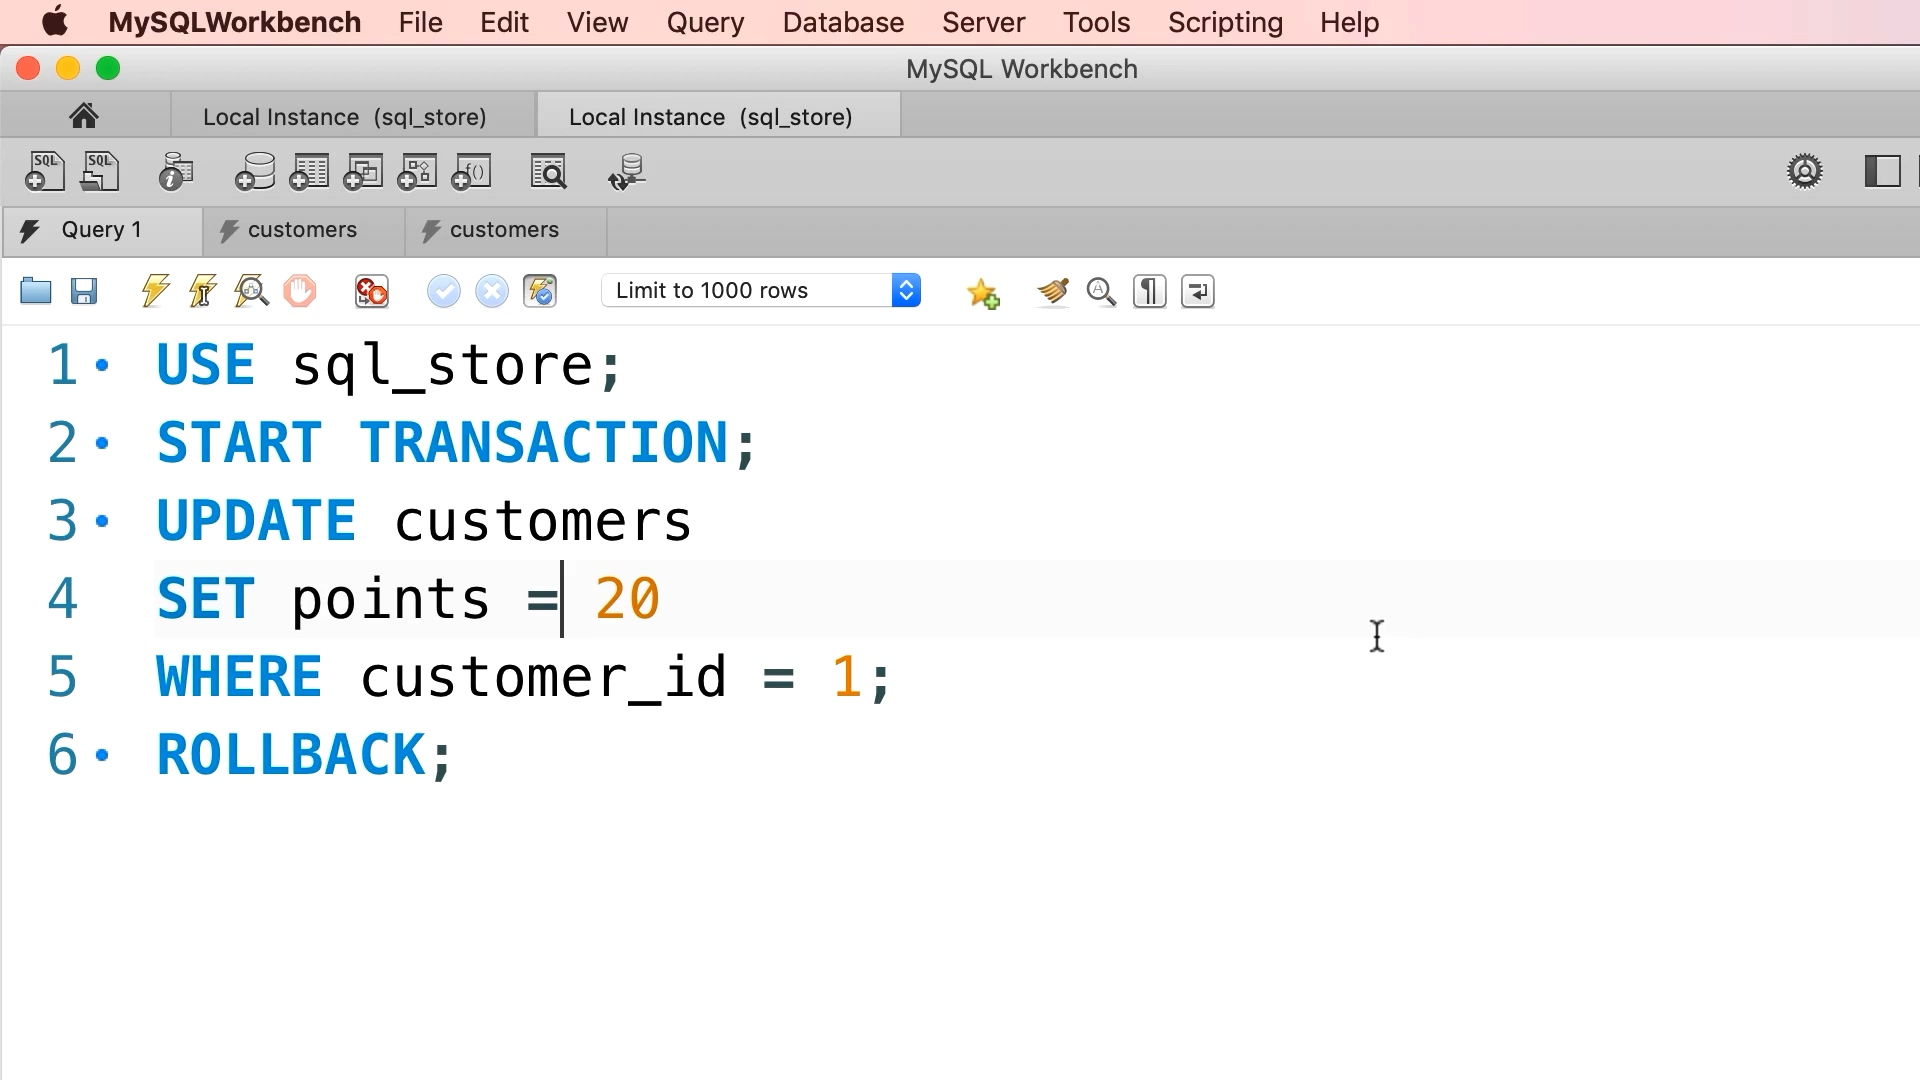 MySQLWorkbench File Edit View Query Database Server Tools Scripting Help
MySQL Workbench
Local Instance (sql_store) Local Instance (sql_store)
SQL SQL f()
Query 1 customers customers
Limit to 1000 rows
1 USE sql_store;
2 START TRANSACTION;
3 UPDATE customers
4 SET points = 20
5 WHERE customer_id = 1;
6 ROLLBACK;